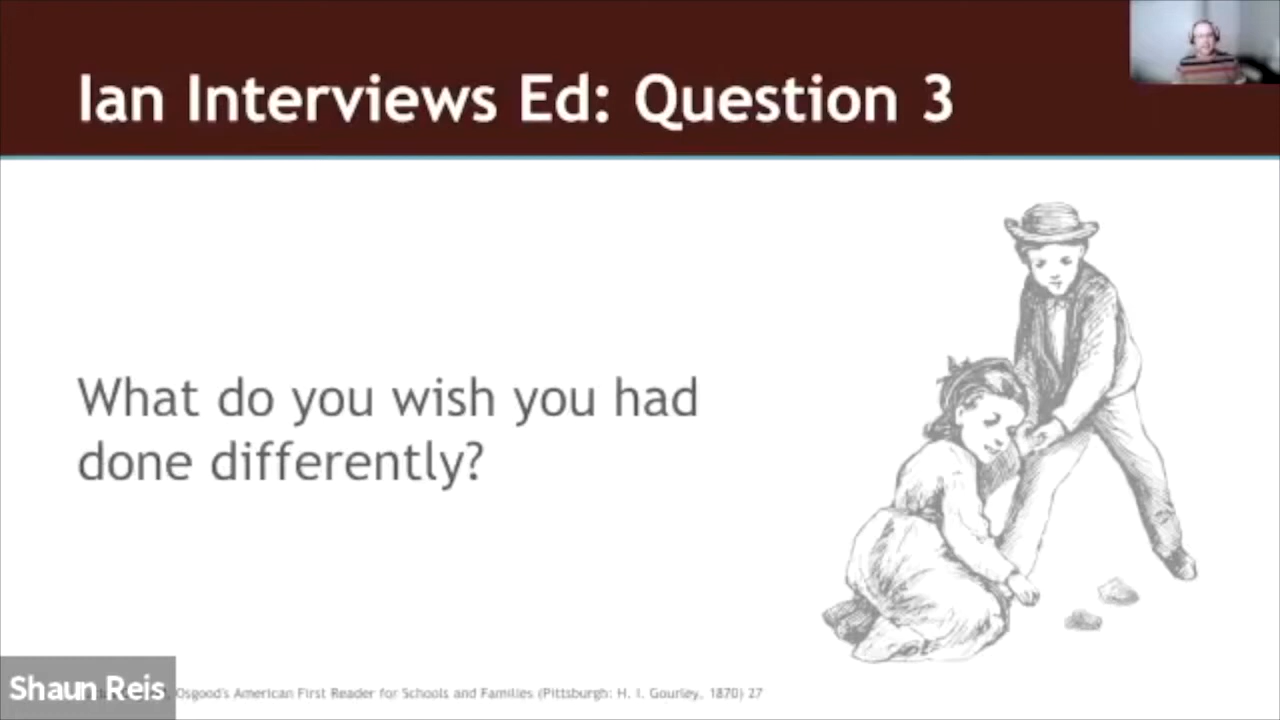 Ian Interviews Ed: Question 3
What do you wish you had
done differently?
Shaun Reis
Osgood's American First Reader for Schools and Families (Pittsburgh: H. I. Gourley, 1870) 27